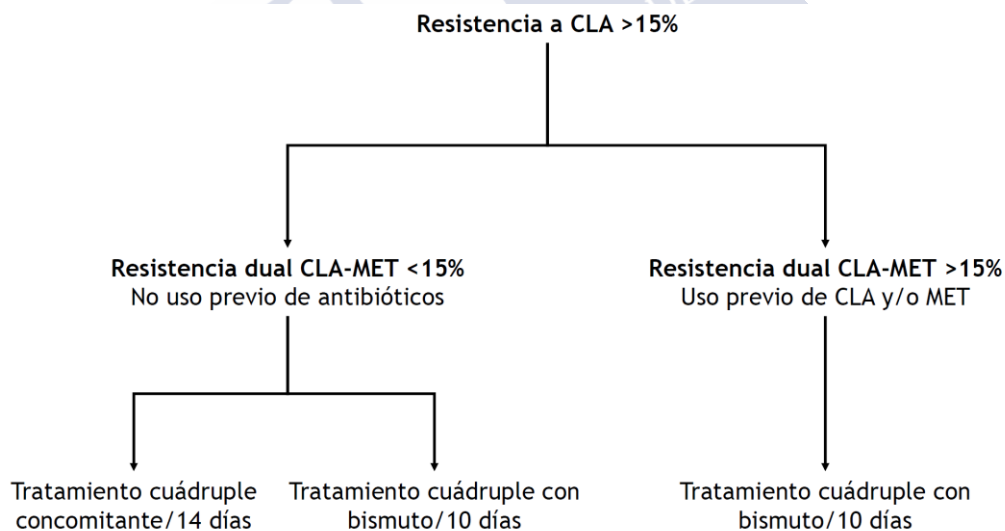 Resistencia a CLA >15%
Resistencia dual CLA-MET <15%
No uso previo de antibióticos
Resistencia dual CLA-MET >15%
Uso previo de CLA y/o MET
Tratamiento cuádruple
concomitante/14 días
Tratamiento cuádruple con
bismuto/10 días
Tratamiento cuádruple con
bismuto/10 días